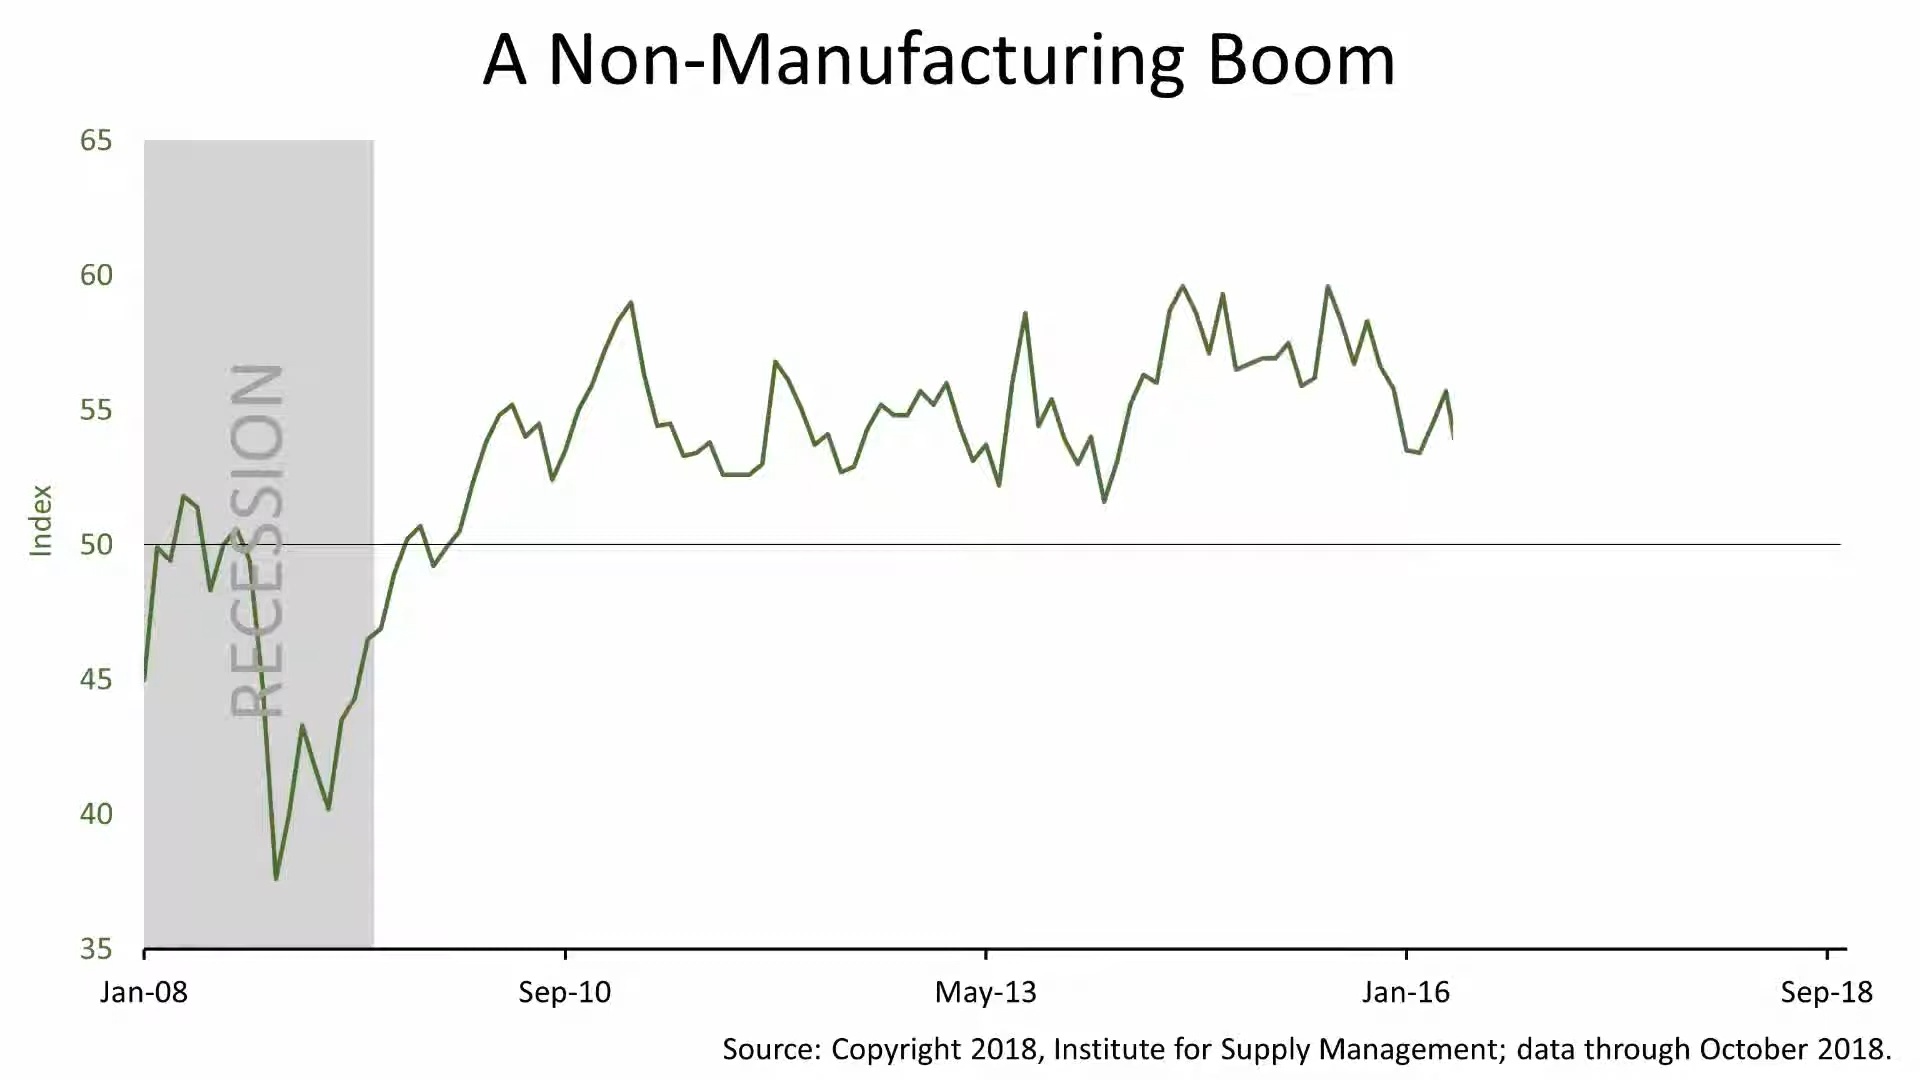 A Non-Manufacturing Boom
65
60
55
50
45
40
35
Index
RECESSION
Jan-08
Sep-10
May-13
Jan-16
Sep-18
Source: Copyright 2018, Institute for Supply Management; data through October 2018.